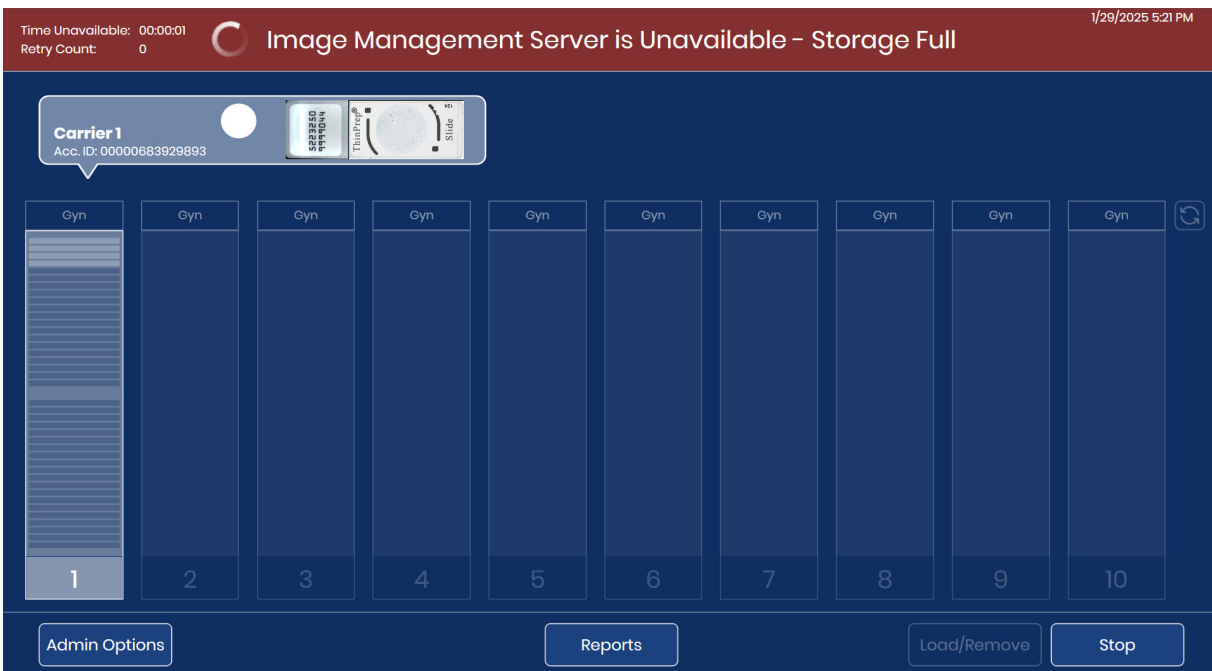 Time Unavailable: 00:00:01
Retry Count: 0
Image Management Server is Unavailable - Storage Full
1/29/2025 5:21 PM
Carrier 1
Acc. ID: 00000683929893
5223250
9999044
ThinPrep®
Slide
Gyn Gyn Gyn Gyn Gyn Gyn Gyn Gyn Gyn Gyn
1 2 3 4 5 6 7 8 9 10
Admin Options
Reports
Load/Remove
Stop